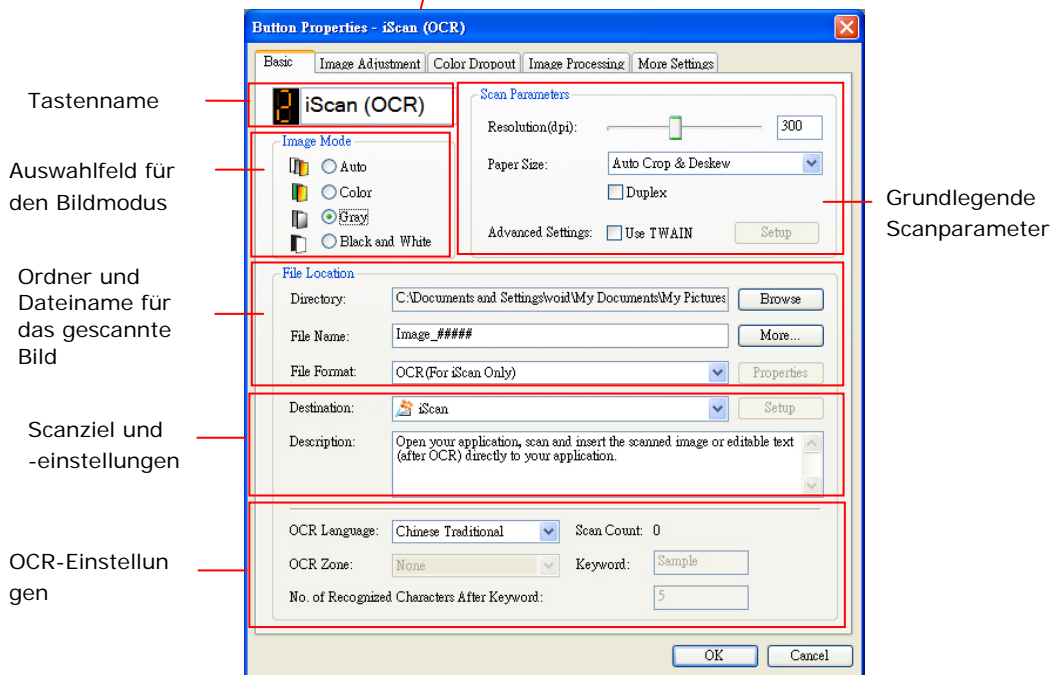 Button Properties - iScan (OCR)
Basic Image Adjustment Color Dropout Image Processing More Settings
Tastenname
2 iScan (OCR)
Auswahlfeld für
den Bildmodus
Image Mode
Auto
Color
Gray
Black and White
Scan Parameters
Resolution(dpi): 300
Paper Size: Auto Crop & Deskew
Duplex
Advanced Settings: Use TWAIN Setup
Grundlegende
Scanparameter
Ordner und
Dateiname für
das gescannte
Bild
File Location
Directory: C:\Documents and Settings\void\My Documents\My Pictures Browse
File Name: Image_##### More...
File Format: OCR(For iScan Only) Properties
Scanziel und
-einstellungen
Destination: iScan Setup
Description: Open your application, scan and insert the scanned image or editable text
(after OCR) directly to your application.
OCR-Einstellun
gen
OCR Language: Chinese Traditional Scan Count: 0
OCR Zone: None Keyword: Sample
No. of Recognized Characters After Keyword: 5
OK Cancel